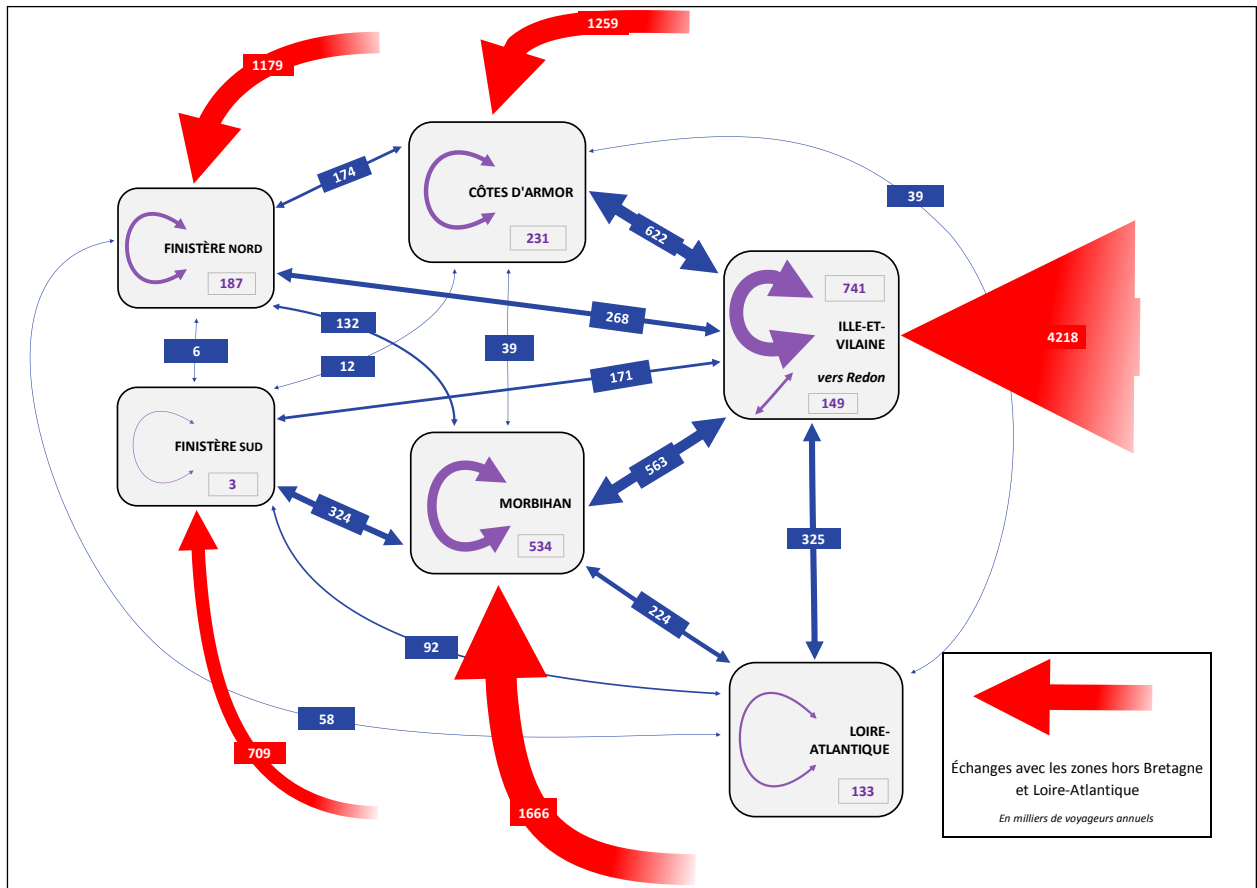 1259
1179
174
CÔTES D'ARMOR
231
39
FINISTÈRE NORD
187
622
741
ILLE-ET-
VILAINE
vers Redon
149
4218
268
132
6
12
39
171
FINISTÈRE SUD
3
MORBIHAN
534
563
324
325
224
92
58
709
1666
LOIRE-
ATLANTIQUE
133
Échanges avec les zones hors Bretagne
et Loire-Atlantique
En milliers de voyageurs annuels